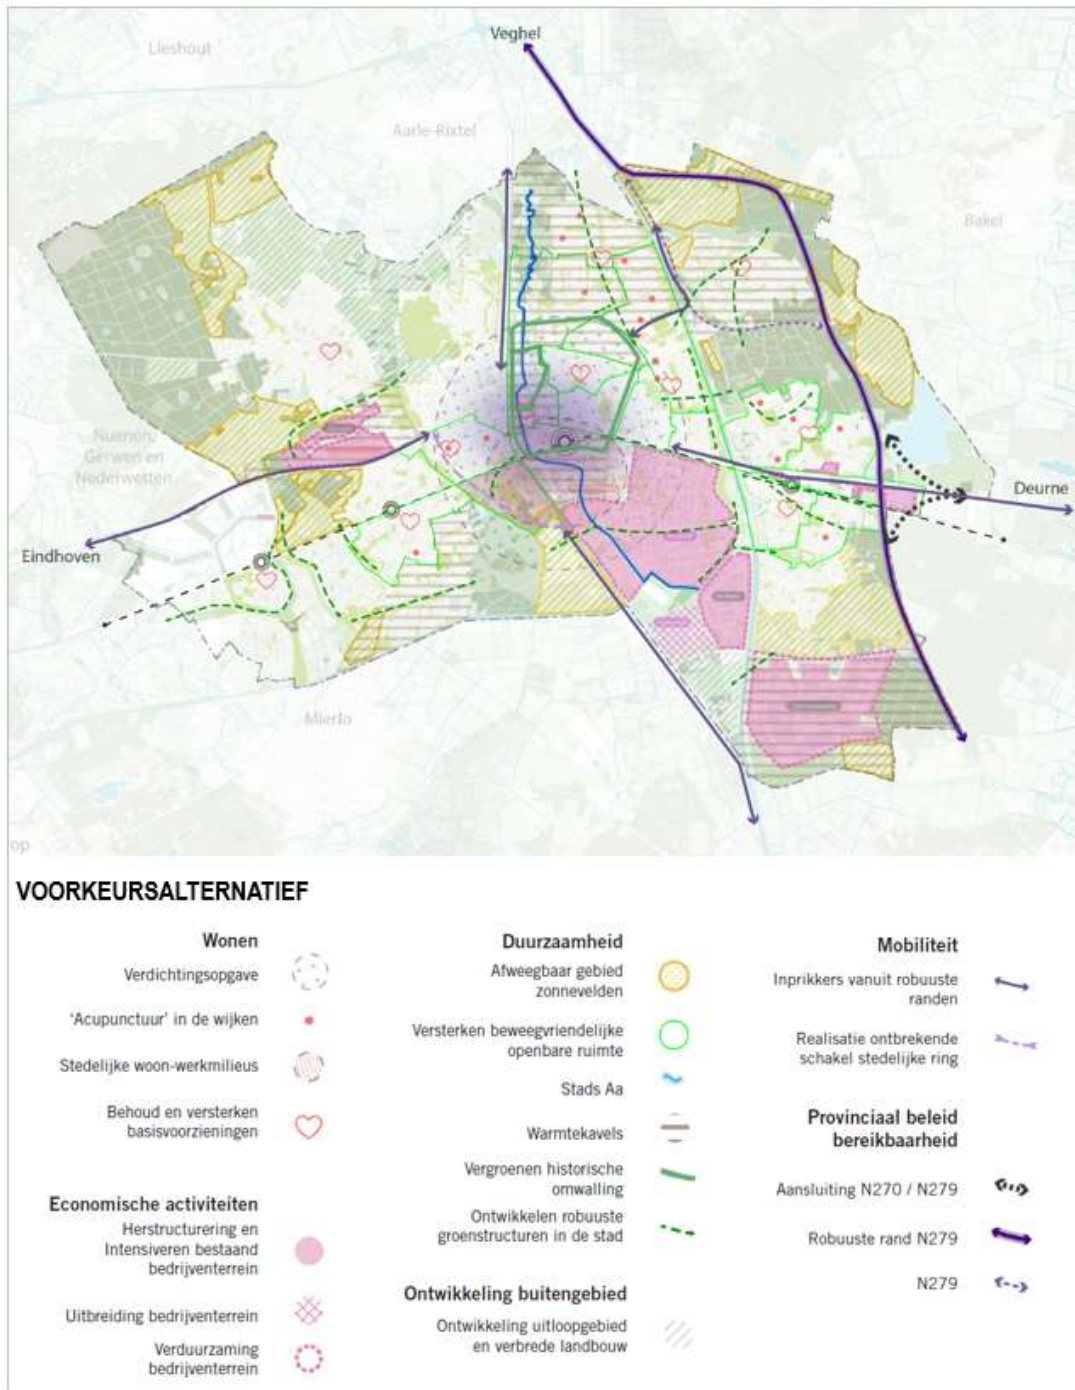 Veghel
Lieshout
Aarle-Rixtel
Bakel
Nuenen,
Gerwen en
Nederwetten
Deurne
Eindhoven
Mierlo
op
VOORKEURSALTERNATIEF
Wonen
Verdichtingsopgave
'Acupunctuur' in de wijken
Stedelijke woon-werkmilieus
Behoud en versterken
basisvoorzieningen
Economische activiteiten
Herstructurering en
Intensiveren bestaand
bedrijventerrein
Uitbreiding bedrijventerrein
Verduurzaming
bedrijventerrein
Duurzaamheid
Afweegbaar gebied
zonnevelden
Versterken beweegvriendelijke
openbare ruimte
Stads Aa
Warmtekavels
Vergroenen historische
omwalling
Ontwikkelen robuuste
groenstructuren in de stad
Ontwikkeling buitengebied
Ontwikkeling uitloopgebied
en verbrede landbouw
Mobiliteit
Inprikkers vanuit robuuste
randen
Realisatie ontbrekende
schakel stedelijke ring
Provinciaal beleid
bereikbaarheid
Aansluiting N270 / N279
Robuuste rand N279
N279